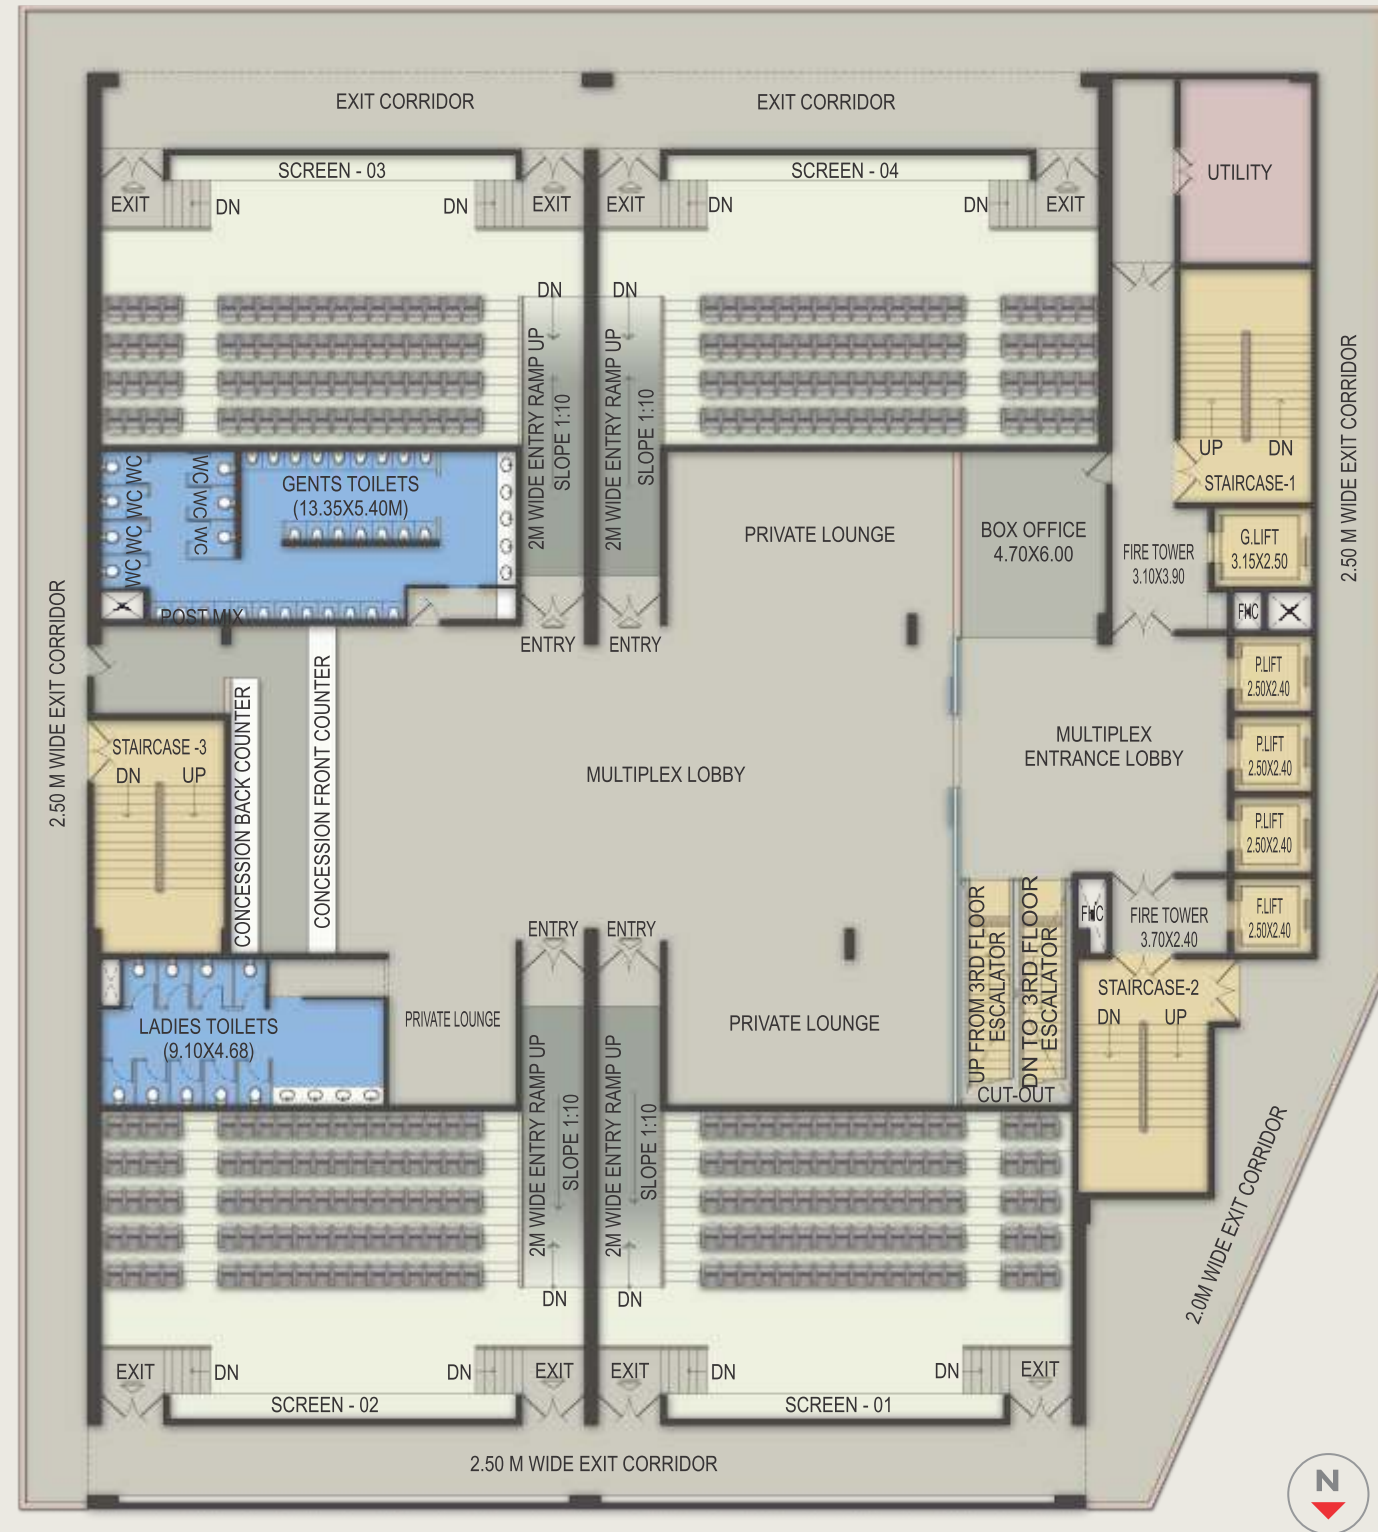 EXIT CORRIDOR
EXIT CORRIDOR
SCREEN - 03
SCREEN - 04
UTILITY
EXIT
DN
DN
EXIT
EXIT
DN
DN
EXIT
DN
DN
2M WIDE ENTRY RAMP UP
SLOPE 1:10
2M WIDE ENTRY RAMP UP
SLOPE 1:10
2.50 M WIDE EXIT CORRIDOR
UP
DN
STAIRCASE-1
WC
WC
WC
WC
WC
WC
WC
GENTS TOILETS
(13.35X5.40M)
POST MIX
PRIVATE LOUNGE
BOX OFFICE
4.70X6.00
FIRE TOWER
3.10X3.90
G.LIFT
3.15X2.50
FHC
ENTRY
ENTRY
2.50 M WIDE EXIT CORRIDOR
P.LIFT
2.50X2.40
P.LIFT
2.50X2.40
P.LIFT
2.50X2.40
F.LIFT
2.50X2.40
STAIRCASE -3
DN
UP
CONCESSION BACK COUNTER
CONCESSION FRONT COUNTER
MULTIPLEX LOBBY
MULTIPLEX
ENTRANCE LOBBY
ENTRY
ENTRY
UP FROM 3RD FLOOR
ESCALATOR
DN TO 3RD FLOOR
ESCALATOR
CUT-OUT
FHC
FIRE TOWER
3.70X2.40
STAIRCASE-2
DN
UP
LADIES TOILETS
(9.10X4.68)
PRIVATE LOUNGE
PRIVATE LOUNGE
2M WIDE ENTRY RAMP UP
SLOPE 1:10
2M WIDE ENTRY RAMP UP
SLOPE 1:10
2.0M WIDE EXIT CORRIDOR
DN
DN
EXIT
DN
DN
EXIT
EXIT
DN
DN
EXIT
SCREEN - 02
SCREEN - 01
2.50 M WIDE EXIT CORRIDOR
N